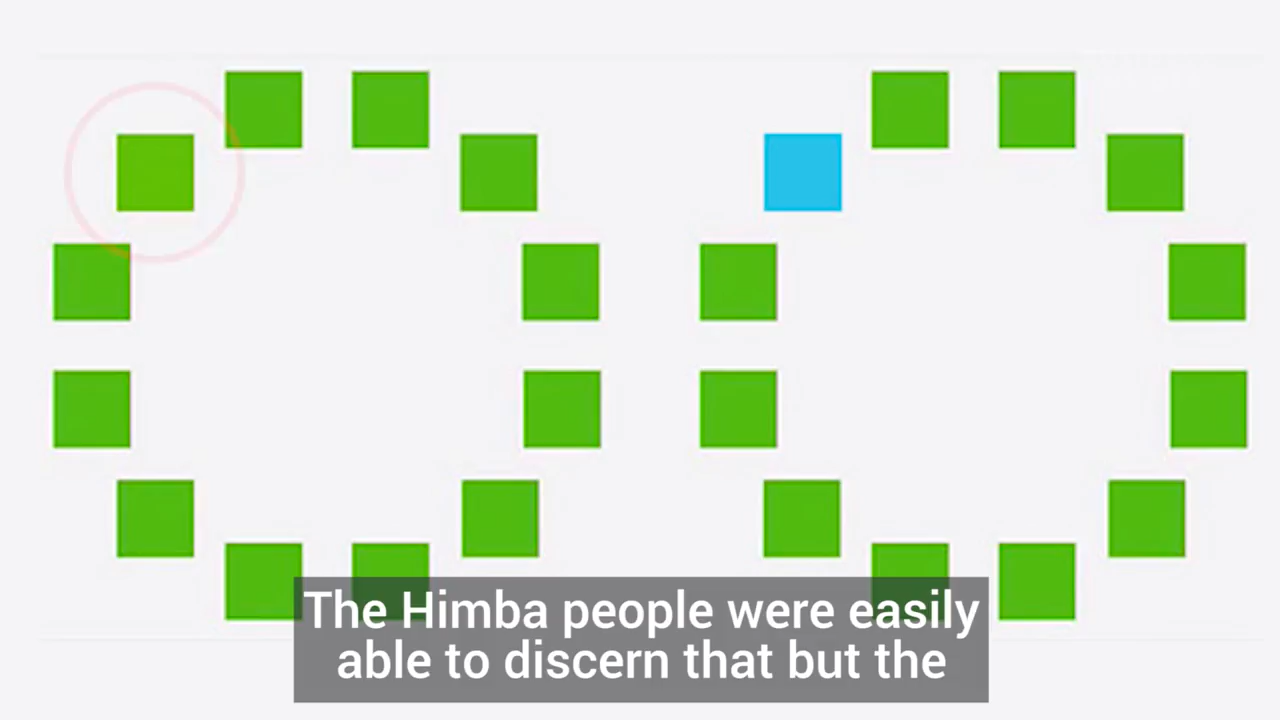 The Himba people were easily
able to discern that but the